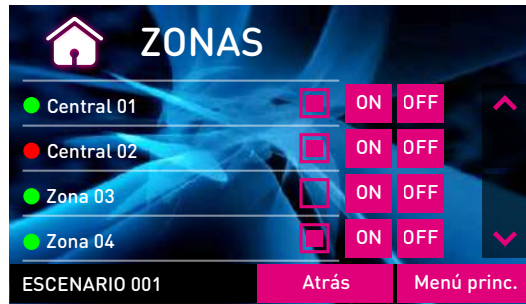 ZONAS
Central 01 ON OFF
Central 02 ON OFF
Zona 03 ON OFF
Zona 04 ON OFF
ESCENARIO 001 Atrás Menú princ.